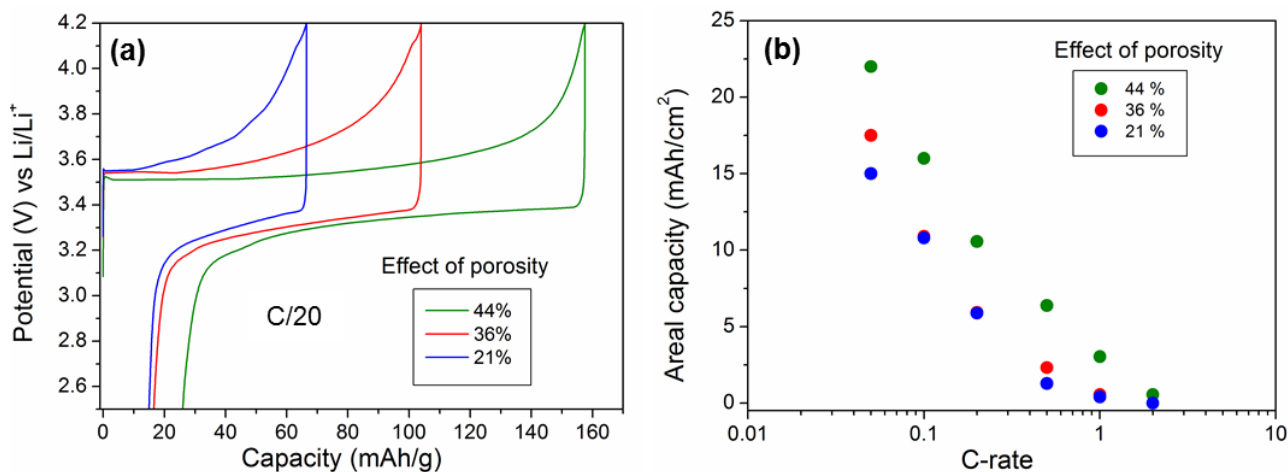 (a)
Potential (V) vs Li/Li⁺
4.2
4.0
3.8
3.6
3.4
3.2
3.0
2.8
2.6
Effect of porosity
C/20
44%
36%
21%
0 20 40 60 80 100 120 140 160
Capacity (mAh/g)
(b)
Areal capacity (mAh/cm²)
25
20
15
10
5
0
Effect of porosity
44 %
36 %
21 %
0.01 0.1 1 10
C-rate